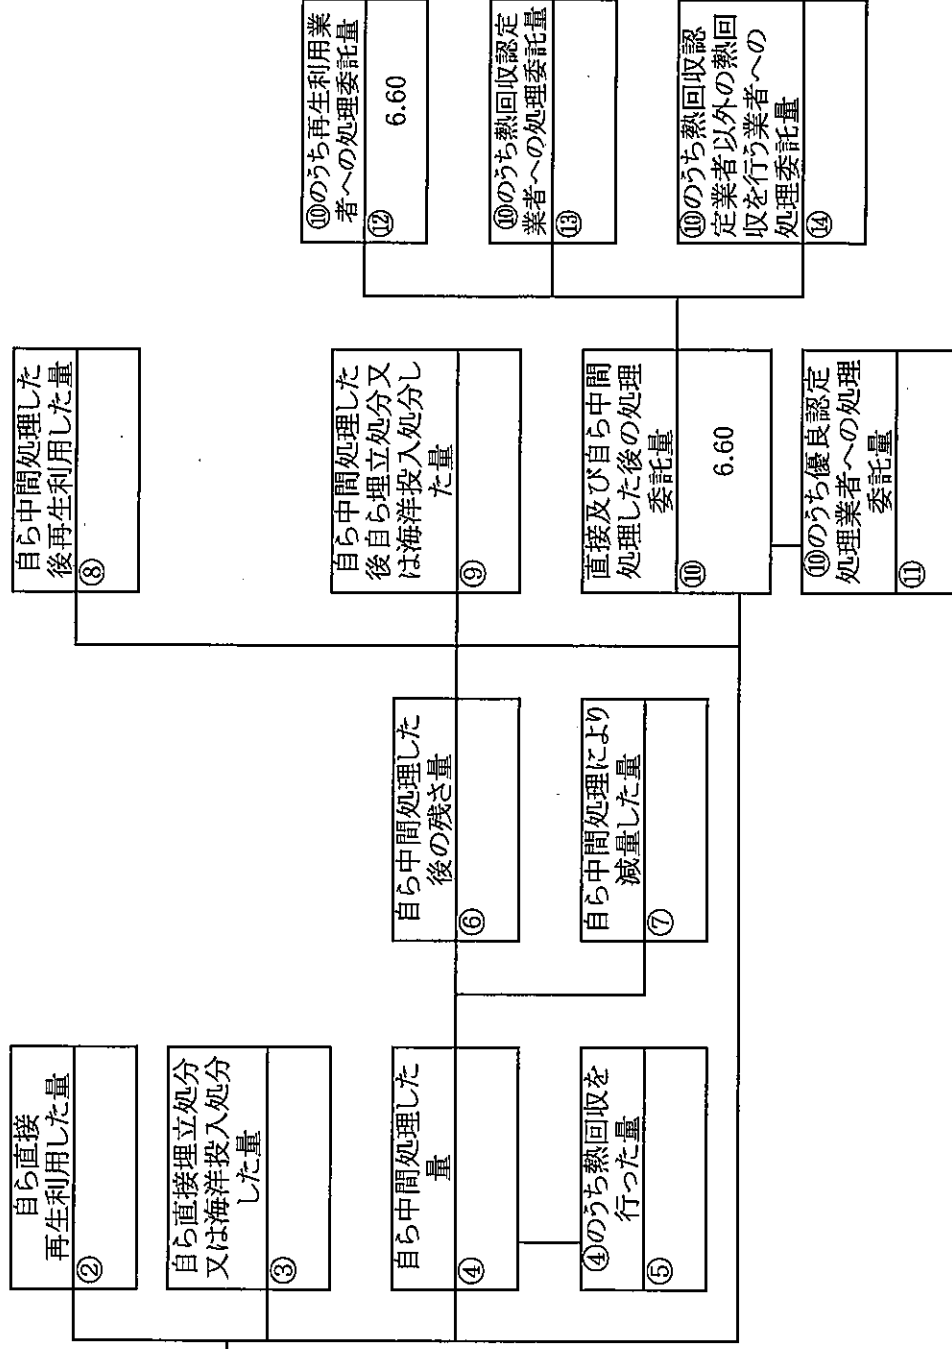 自ら直接
再生利用した量
②
自ら直接埋立処分
又は海洋投入処分
した量
③
自ら中間処理した
量
④
④のうち熱回収を
行った量
⑤
自ら中間処理した
後の残さ量
⑥
自ら中間処理により
減量した量
⑦
自ら中間処理した
後再生利用した量
⑧
自ら中間処理した
後自ら埋立処分又
は海洋投入処分し
た量
⑨
直接及び自ら中間
処理した後の処理
委託量
⑩
6.60
⑩のうち優良認定
処理業者への処理
委託量
⑪
⑩のうち再生利用業
者への処理委託量
⑫
6.60
⑩のうち熱回収認定
業者への処理委託量
⑬
⑩のうち熱回収認
定業者以外の熱回
収を行う業者への
処理委託量
⑭